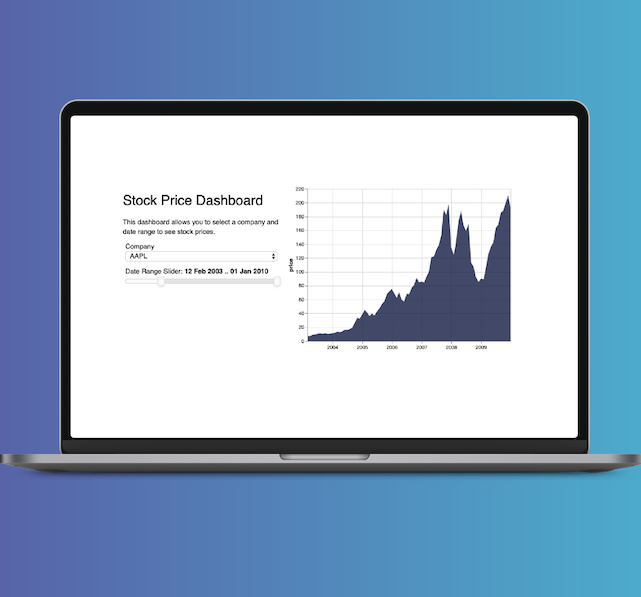 Stock Price Dashboard
This dashboard allows you to select a company and
date range to see stock prices.
Company
AAPL
Date Range Slider: 12 Feb 2003 .. 01 Jan 2010
220
200
180
160
140
120
100
80
60
40
20
0
price
2004 2005 2006 2007 2008 2009